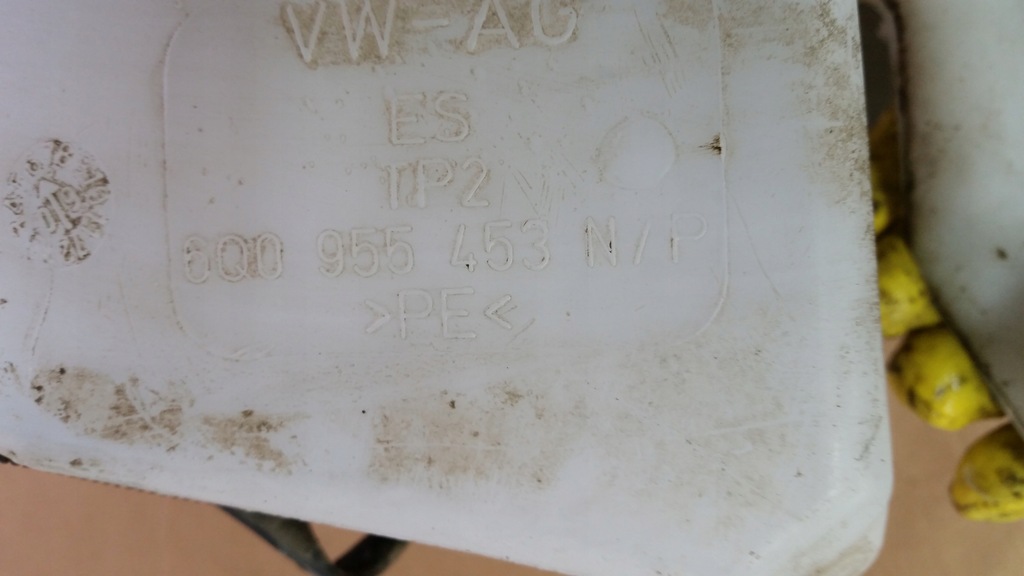 VW-AG
ES
TP2
6Q0 955 453 N/P
>PE<